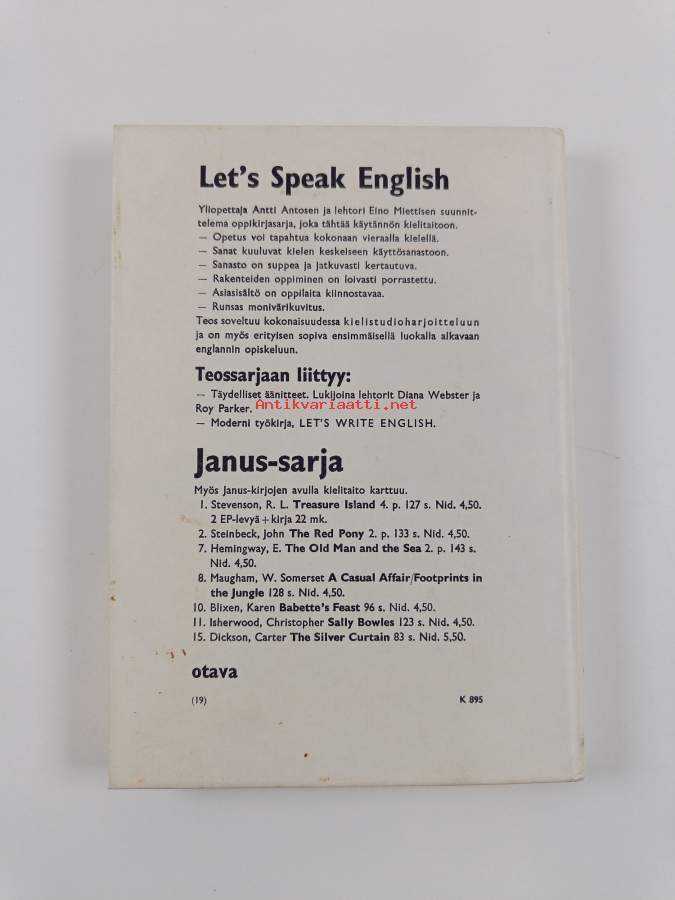 Let's Speak English
Yliopettaja Antti Antosen ja lehtori Eino Miettisen suunnit-
telema oppikirjasarja, joka tähtää käytännön kielitaitoon.
— Opetus voi tapahtua kokonaan vieraalla kielellä.
— Sanat kuuluvat kielen keskeiseen käyttösanastoon.
— Sanasto on suppea ja jatkuvasti kertautuva.
— Rakenteiden oppiminen on loivasti porrastettu.
— Asiasisältö on oppilaita kiinnostavaa.
— Runsas monivärikuvitus.
Teos soveltuu kokonaisuudessa kielistudioharjoitteluun
ja on myös erityisen sopiva ensimmäisellä luokalla alkavaan
englannin opiskeluun.
Teossarjaan liittyy:
— Täydelliset äänitteet. Lukijoina lehtorit Diana Webster ja
Roy Parker.
Antikvariaatti.net
— Moderni työkirja, LET'S WRITE ENGLISH.
Janus-sarja
Myös Janus-kirjojen avulla kielitaito karttuu.
1. Stevenson, R. L. Treasure Island 4. p. 127 s. Nid. 4,50.
2 EP-levyä + kirja 22 mk.
2. Steinbeck, John The Red Pony 2. p. 133 s. Nid. 4,50.
7. Hemingway, E. The Old Man and the Sea 2. p. 143 s.
Nid. 4,50.
8. Maugham, W. Somerset A Casual Affair/Footprints in
the Jungle 128 s. Nid. 4,50.
10. Blixen, Karen Babette's Feast 96 s. Nid. 4,50.
11. Isherwood, Christopher Sally Bowles 123 s. Nid. 4,50.
15. Dickson, Carter The Silver Curtain 83 s. Nid. 5,50.
otava
(19) K 895